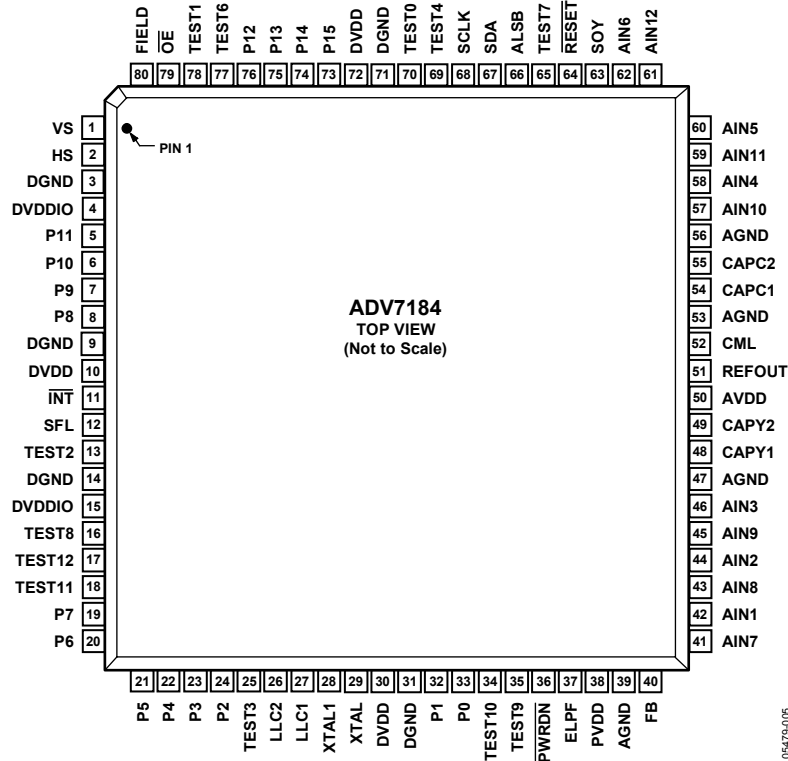 80 FIELD
79 OE
78 TEST1
77 TEST6
76 P12
75 P13
74 P14
73 P15
72 DVDD
71 DGND
70 TEST0
69 TEST4
68 SCLK
67 SDA
66 ALSB
65 TEST7
64 RESET
63 SOY
62 AIN6
61 AIN12
VS 1
HS 2
DGND 3
DVDDIO 4
P11 5
P10 6
P9 7
P8 8
DGND 9
DVDD 10
INT 11
SFL 12
TEST2 13
DGND 14
DVDDIO 15
TEST8 16
TEST12 17
TEST11 18
P7 19
P6 20
PIN 1
ADV7184
TOP VIEW
(Not to Scale)
60 AIN5
59 AIN11
58 AIN4
57 AIN10
56 AGND
55 CAPC2
54 CAPC1
53 AGND
52 CML
51 REFOUT
50 AVDD
49 CAPY2
48 CAPY1
47 AGND
46 AIN3
45 AIN9
44 AIN2
43 AIN8
42 AIN1
41 AIN7
21 P5
22 P4
23 P3
24 P2
25 TEST3
26 LLC2
27 LLC1
28 XTAL1
29 XTAL
30 DVDD
31 DGND
32 P1
33 P0
34 TEST10
35 TEST9
36 PWRDN
37 ELPF
38 PVDD
39 AGND
40 FB
05479-005